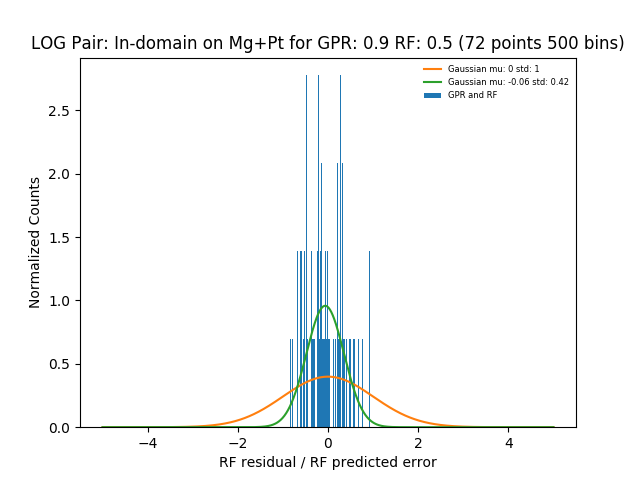 LOG Pair: In-domain on Mg+Pt for GPR: 0.9 RF: 0.5 (72 points 500 bins)
Gaussian mu: 0 std: 1
Gaussian mu: -0.06 std: 0.42
GPR and RF
Normalized Counts
2.5
2.0
1.5
1.0
0.5
0.0
−4 −2 0 2 4
RF residual / RF predicted error